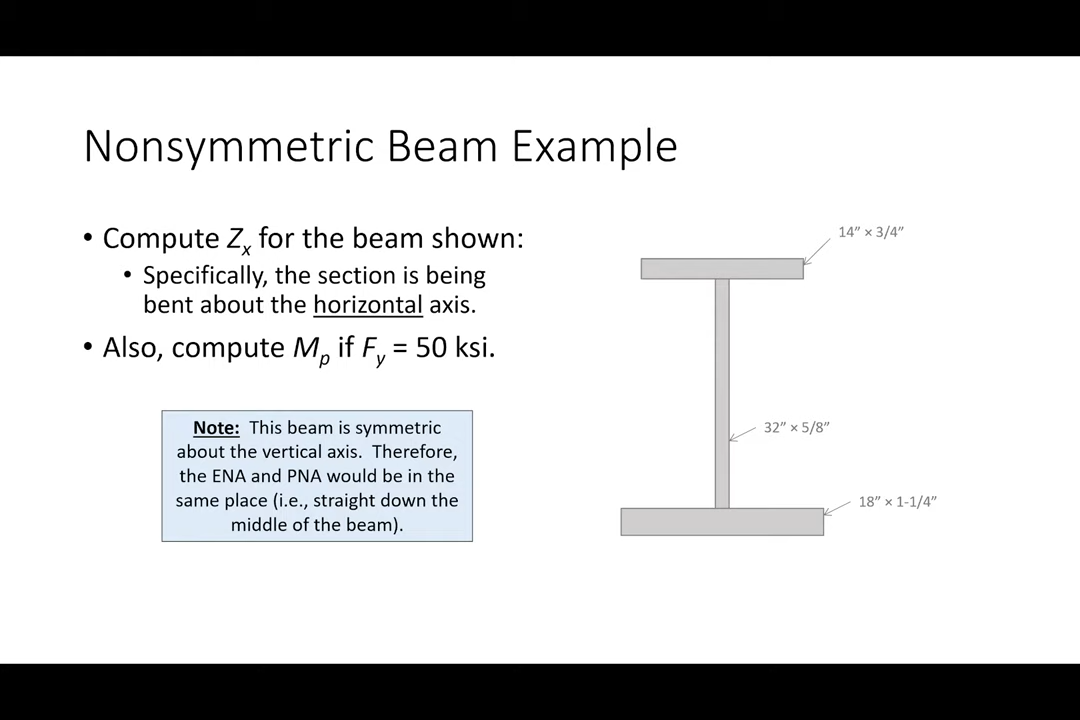 Nonsymmetric Beam Example
• Compute Zx for the beam shown:
• Specifically, the section is being
bent about the horizontal axis.
• Also, compute Mp if Fy = 50 ksi.
Note: This beam is symmetric
about the vertical axis. Therefore,
the ENA and PNA would be in the
same place (i.e., straight down the
middle of the beam).
14” × 3/4”
32” × 5/8”
18” × 1-1/4”